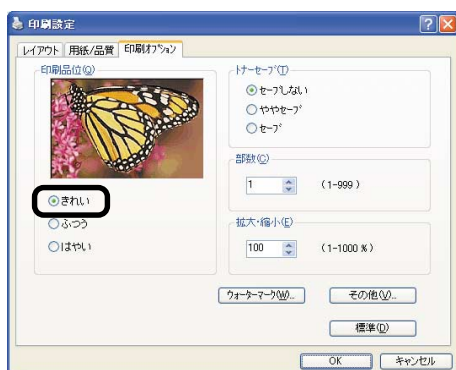 印刷設定
レイアウト 用紙/品質 印刷オプション
印刷品位(Q)
きれい
ふつう
はやい
トナーセーブ(T)
セーブしない
ややセーブ
セーブ
部数(C)
1 (1-999)
拡大・縮小(E)
100 (1-1000 %)
ウォーターマーク(W)... その他(V)...
標準(D)
OK キャンセル